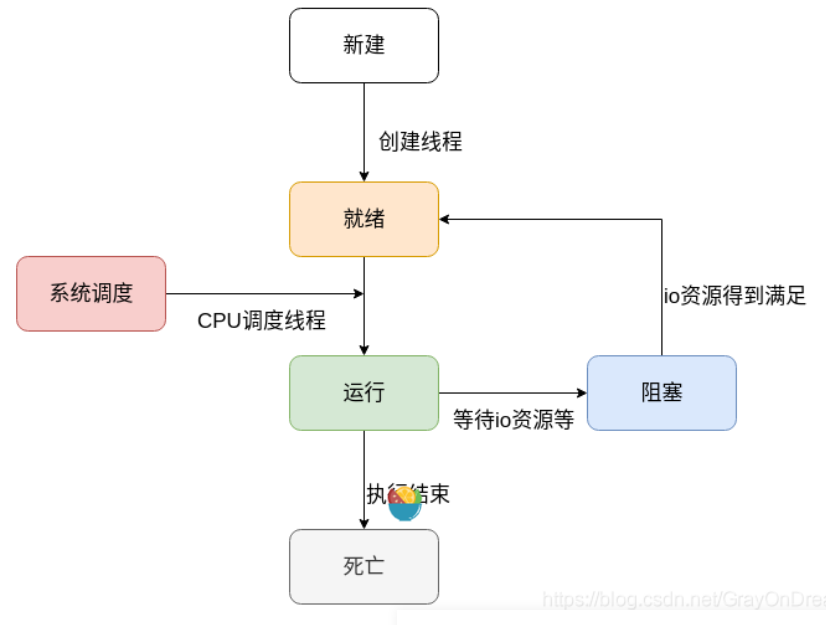 新建
创建线程
就绪
系统调度
io资源得到满足
CPU调度线程
运行
阻塞
等待io资源等
执行结束
死亡
https://blog.csdn.net/GrayOnDrea